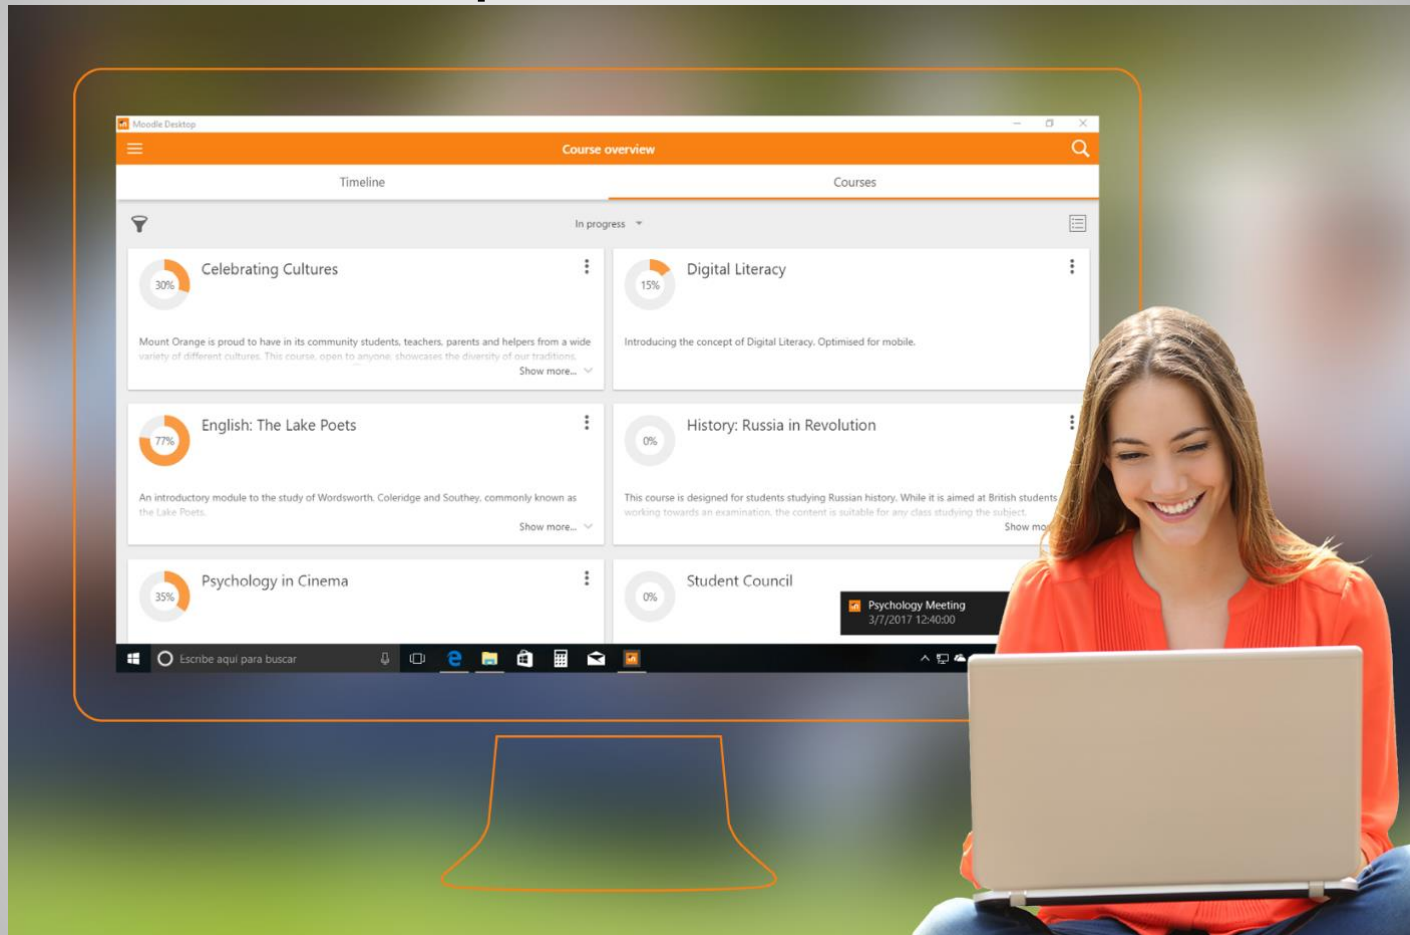 Moodle Desktop
Course overview
Timeline
Courses
In progress
30%
Celebrating Cultures
Mount Orange is proud to have in its community students, teachers, parents and helpers from a wide
variety of different cultures. This course, open to anyone, showcases the diversity of our traditions,
Show more...
15%
Digital Literacy
Introducing the concept of Digital Literacy. Optimised for mobile.
77%
English: The Lake Poets
An introductory module to the study of Wordsworth, Coleridge and Southey, commonly known as
the Lake Poets.
Show more...
0%
History: Russia in Revolution
This course is designed for students studying Russian history. While it is aimed at British students
working towards an examination, the content is suitable for any class studying the subject.
Show
35%
Psychology in Cinema
0%
Student Council
Psychology Meeting
3/7/2017 12:40:00
Escribe aquí para buscar